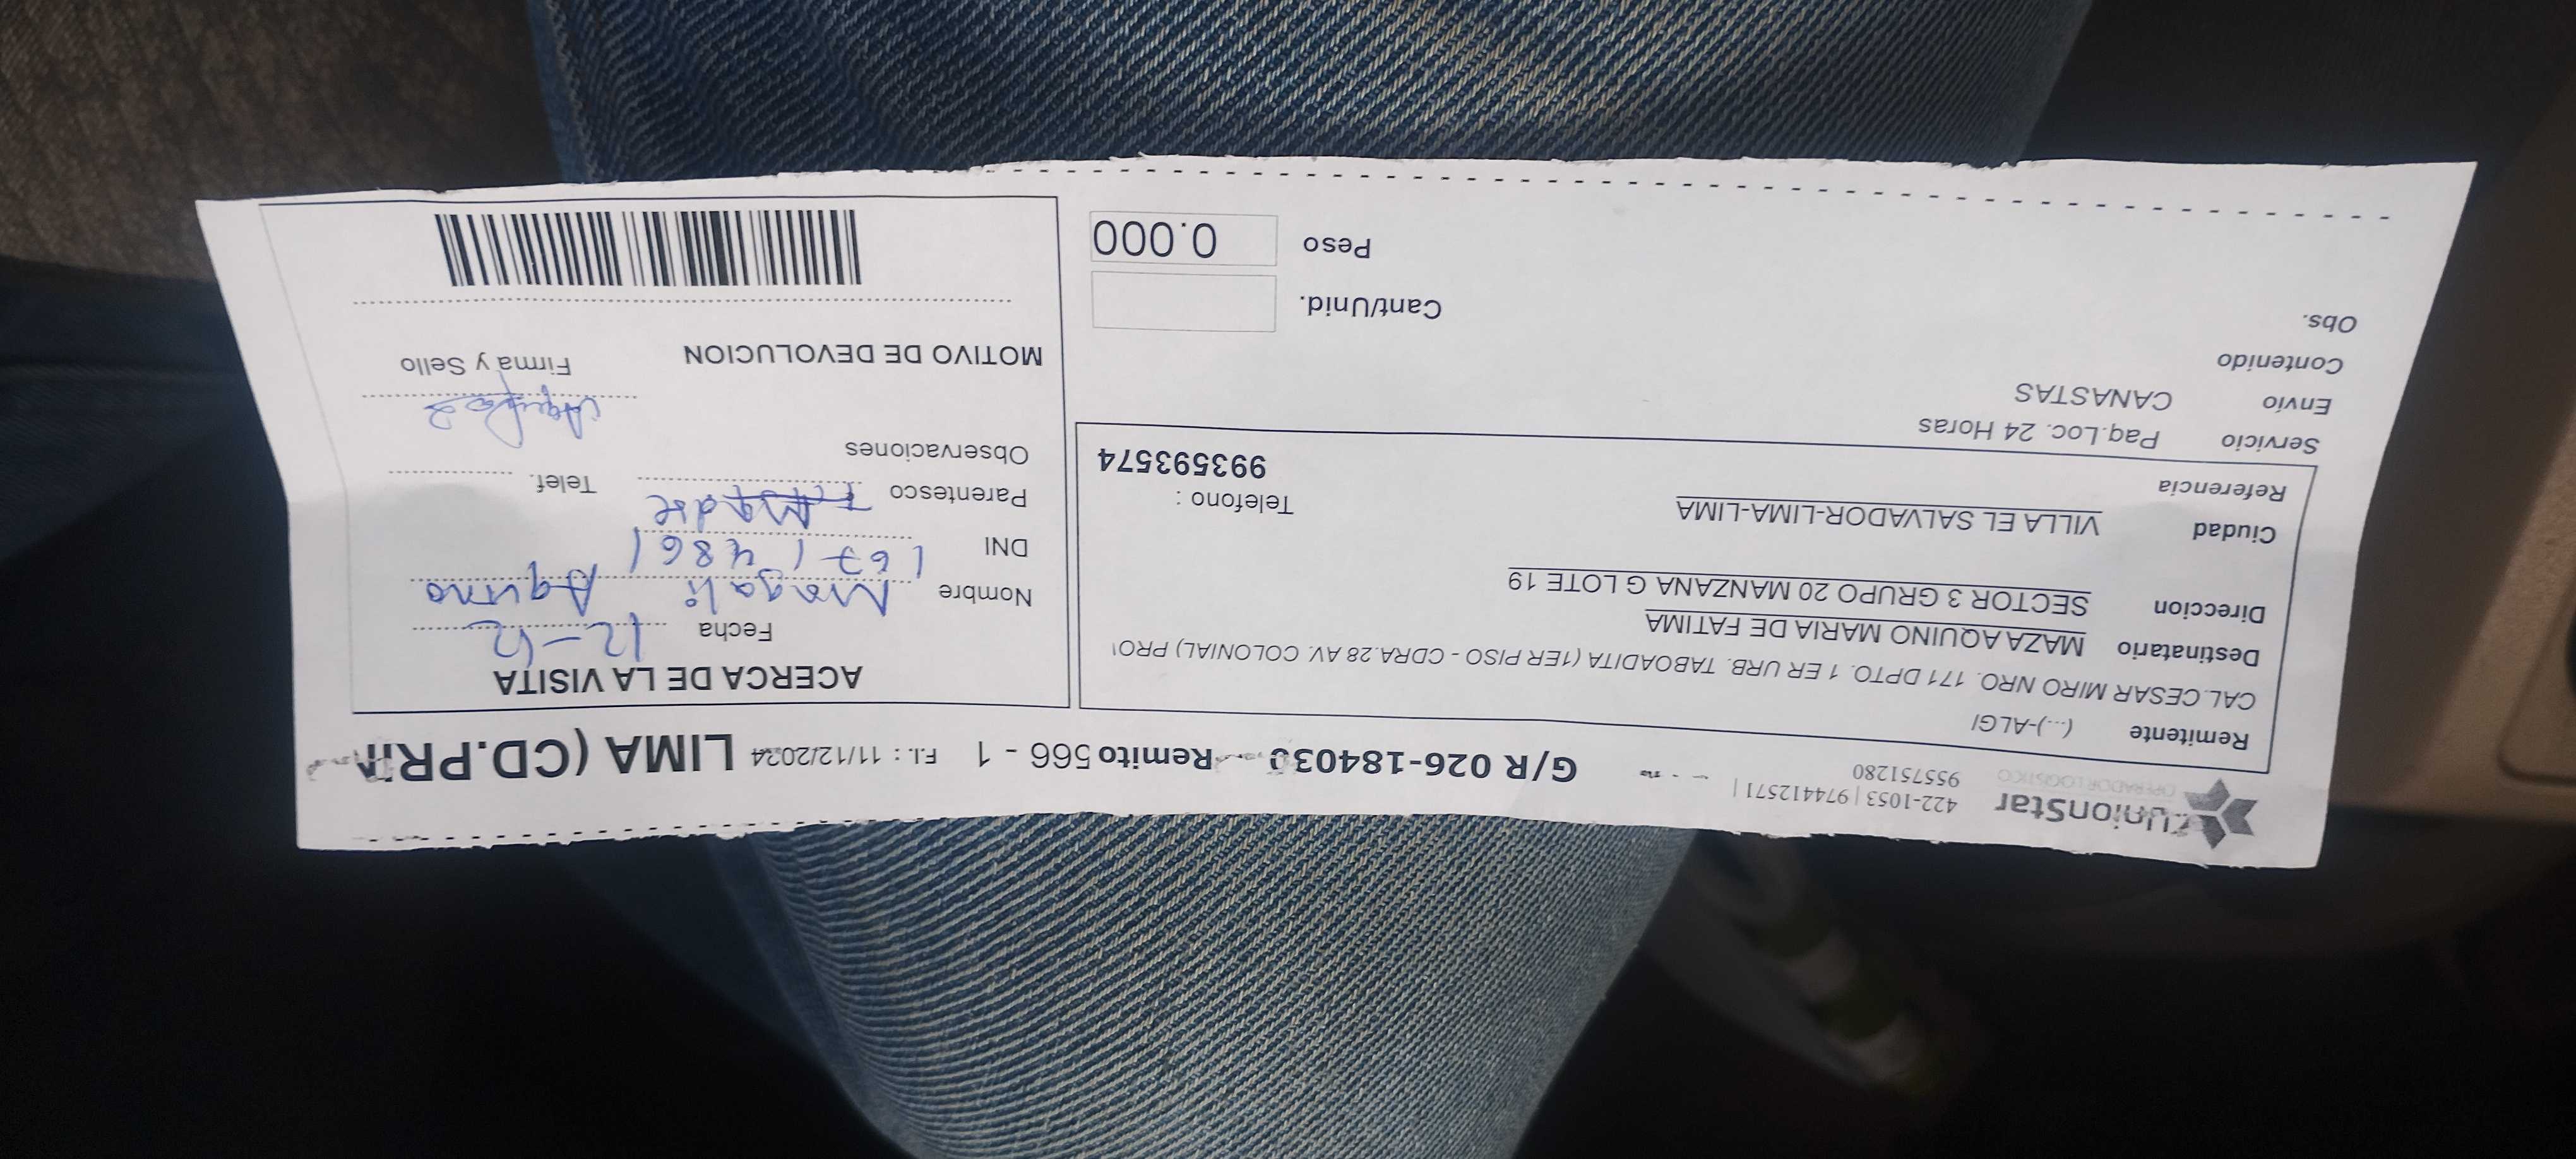 UnionStar
OPERADOR LOGISTICO
422-1053 | 974412571 |
955751280
G/R 026-184030 Remito 566 - 1 F.I. : 11/12/2024 LIMA (CD.PRI
Remitente (...)-ALGI
CAL.CESAR MIRO NRO. 171 DPTO. 1 ER URB. TABOADITA (1ER PISO - CDRA.28 AV. COLONIAL) PRO
Destinatario MAZA AQUINO MARIA DE FATIMA
Direccion SECTOR 3 GRUPO 20 MANZANA G LOTE 19
Ciudad VILLA EL SALVADOR-LIMA-LIMA
Referencia
Telefono :
993593574
Servicio Paq.Loc. 24 Horas
Envío CANASTAS
Contenido
Obs.
Cant/Unid.
Peso 0.000
ACERCA DE LA VISITA
Fecha 12-12
Nombre Magali Aquino
DNI 16714861
Parentesco Madre Telef.
Observaciones
Firma y Sello
MOTIVO DE DEVOLUCION